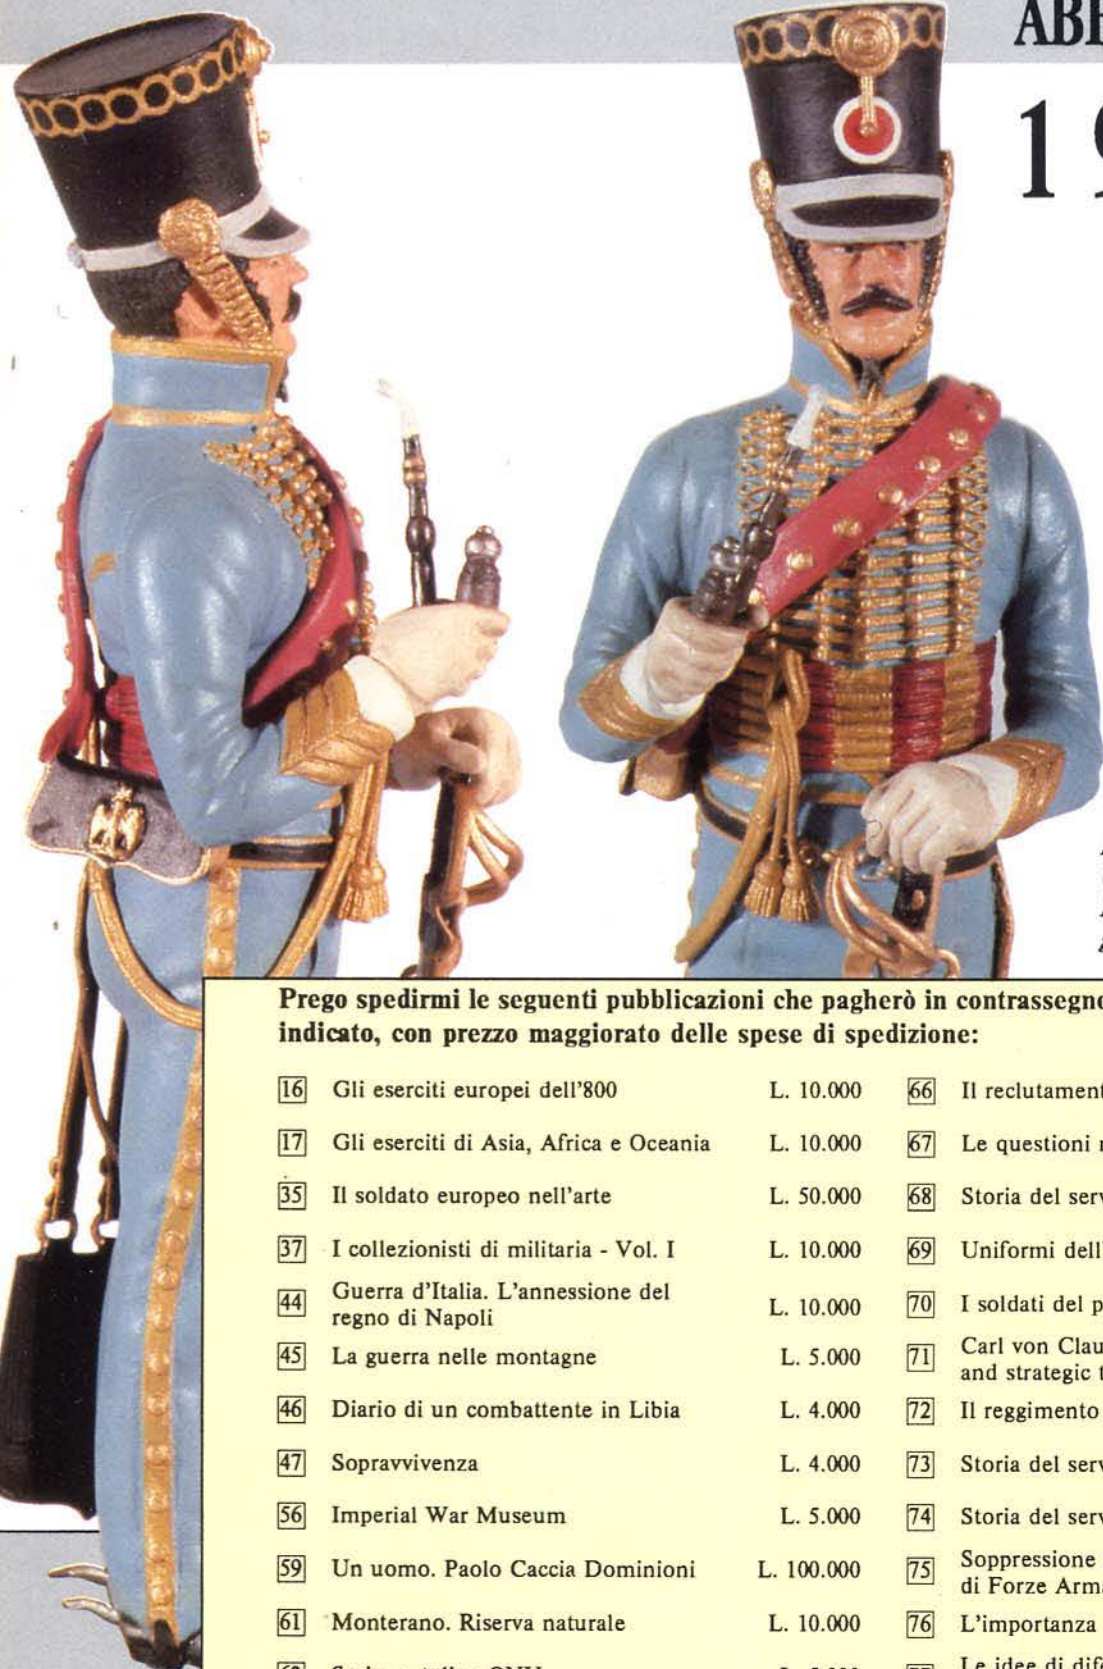 Prego spedirmi le seguenti pubblicazioni che pagherò in contrassegno
indicato, con prezzo maggiorato delle spese di spedizione:
16 Gli eserciti europei dell'800 L. 10.000
17 Gli eserciti di Asia, Africa e Oceania L. 10.000
35 Il soldato europeo nell'arte L. 50.000
37 I collezionisti di militaria - Vol. I L. 10.000
44 Guerra d'Italia. L'annessione del
regno di Napoli L. 10.000
45 La guerra nelle montagne L. 5.000
46 Diario di un combattente in Libia L. 4.000
47 Sopravvivenza L. 4.000
56 Imperial War Museum L. 5.000
59 Un uomo. Paolo Caccia Dominioni L. 100.000
61 Monterano. Riserva naturale L. 10.000
66 Il reclutament
67 Le questioni
68 Storia del serv
69 Uniformi dell'
70 I soldati del p
71 Carl von Clau
and strategic t
72 Il reggimento
73 Storia del serv
74 Storia del serv
75 Soppressione
di Forze Arma
76 L'importanza
Le idee di dif